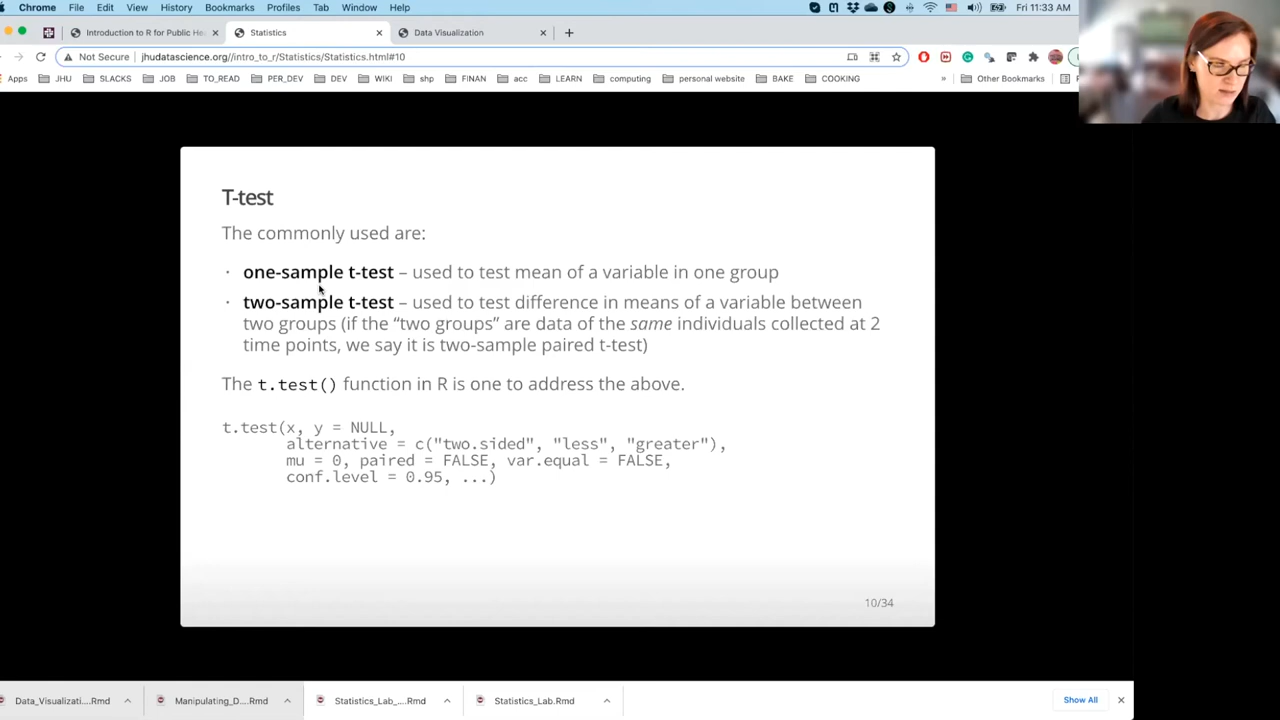 Chrome File Edit View History Bookmarks Profiles Tab Window Help Fri 11:33 AM
Introduction to R for Public He Statistics Data Visualization
Not Secure jhudatascience.org//intro_to_r/Statistics/Statistics.html#10
Apps JHU SLACKS JOB TO_READ PER_DEV DEV WIKI shp FINAN acc LEARN computing personal website BAKE COOKING » Other Bookmarks
T-test
The commonly used are:
· one-sample t-test – used to test mean of a variable in one group
· two-sample t-test – used to test difference in means of a variable between
two groups (if the “two groups” are data of the same individuals collected at 2
time points, we say it is two-sample paired t-test)
The t.test() function in R is one to address the above.
t.test(x, y = NULL,
alternative = c("two.sided", "less", "greater"),
mu = 0, paired = FALSE, var.equal = FALSE,
conf.level = 0.95, ...)
10/34
Data_Visualizati....Rmd Manipulating_D....Rmd Statistics_Lab_....Rmd Statistics_Lab.Rmd Show All